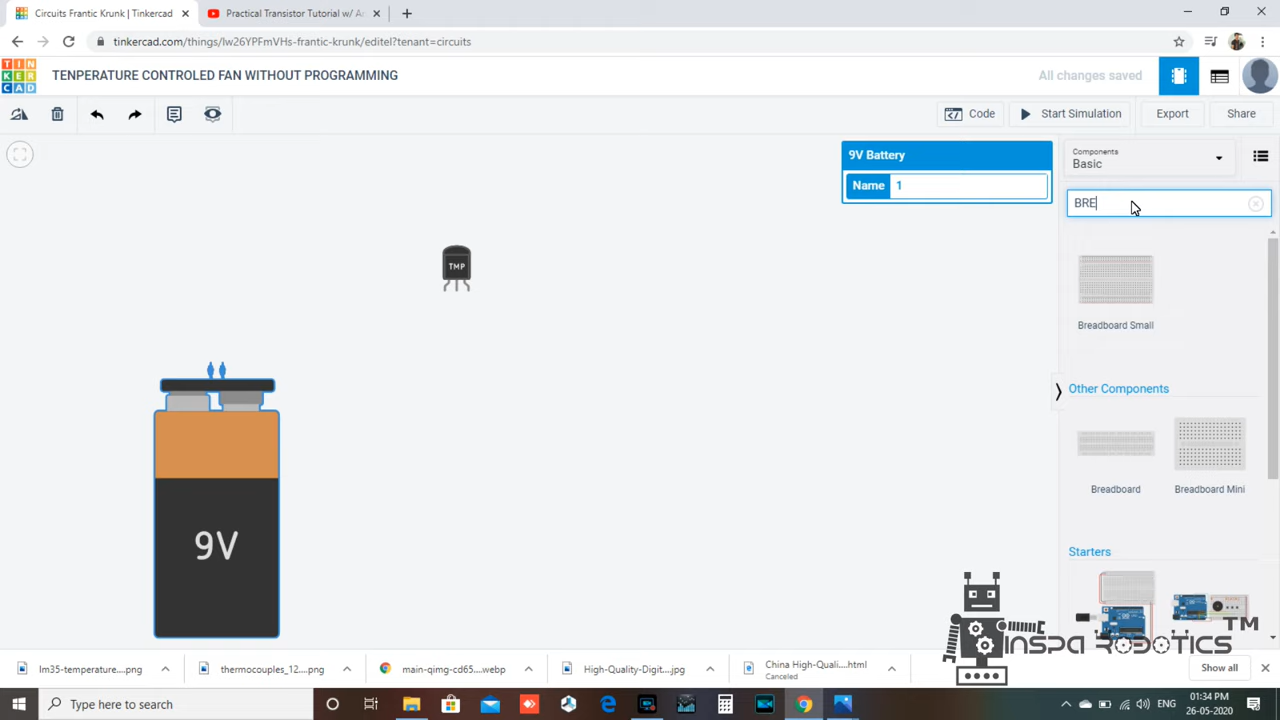 Circuits Frantic Krunk | Tinkercad
Practical Transistor Tutorial w/ Ar
tinkercad.com/things/lw26YPFmVHs-frantic-krunk/editel?tenant=circuits
TIN
KER
CAD
TENPERATURE CONTROLED FAN WITHOUT PROGRAMMING
All changes saved
Code
Start Simulation
Export
Share
9V Battery
Name 1
Components
Basic
BRE
TMP
Breadboard Small
Other Components
Breadboard
Breadboard Mini
Starters
9V
INSPA ROBOTICS™
lm35-temperature....png
thermocouples_12....png
main-qimg-cd65....webp
High-Quality-Digit....jpg
China High-Quali....html
Canceled
Show all
Type here to search
ENG
01:34 PM
26-05-2020